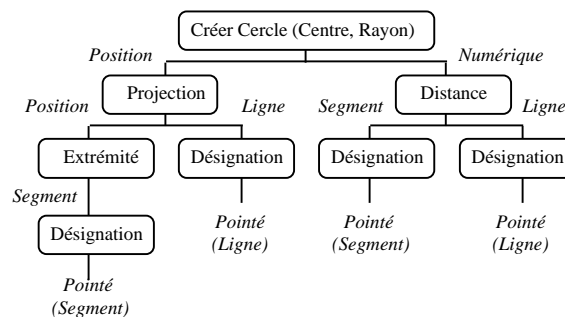 Créer Cercle (Centre, Rayon)
Position
Numérique
Projection
Distance
Position
Ligne
Segment
Ligne
Extrémité
Désignation
Désignation
Désignation
Segment
Pointé
(Ligne)
Pointé
(Segment)
Pointé
(Ligne)
Désignation
Pointé
(Segment)